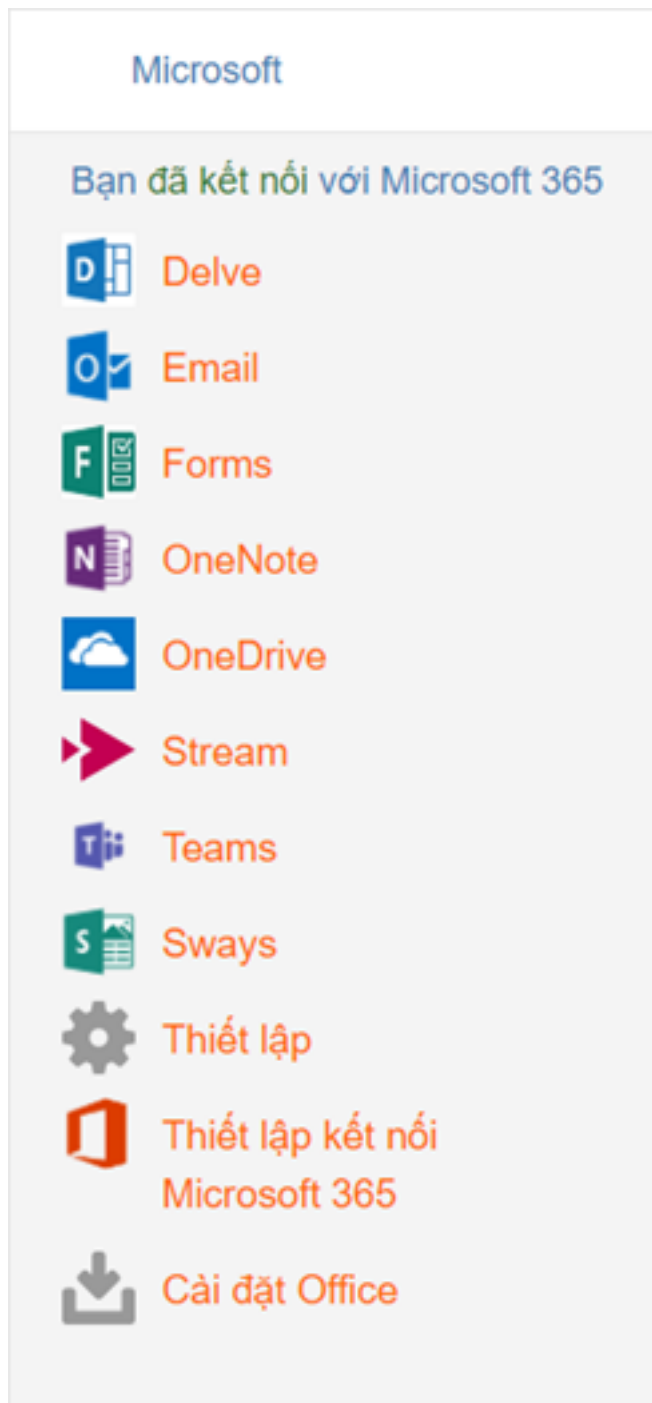 Microsoft
Bạn đã kết nối với Microsoft 365
D Delve
O Email
F Forms
N OneNote
OneDrive
Stream
T Teams
S Sways
Thiết lập
Thiết lập kết nối
Microsoft 365
Cài đặt Office